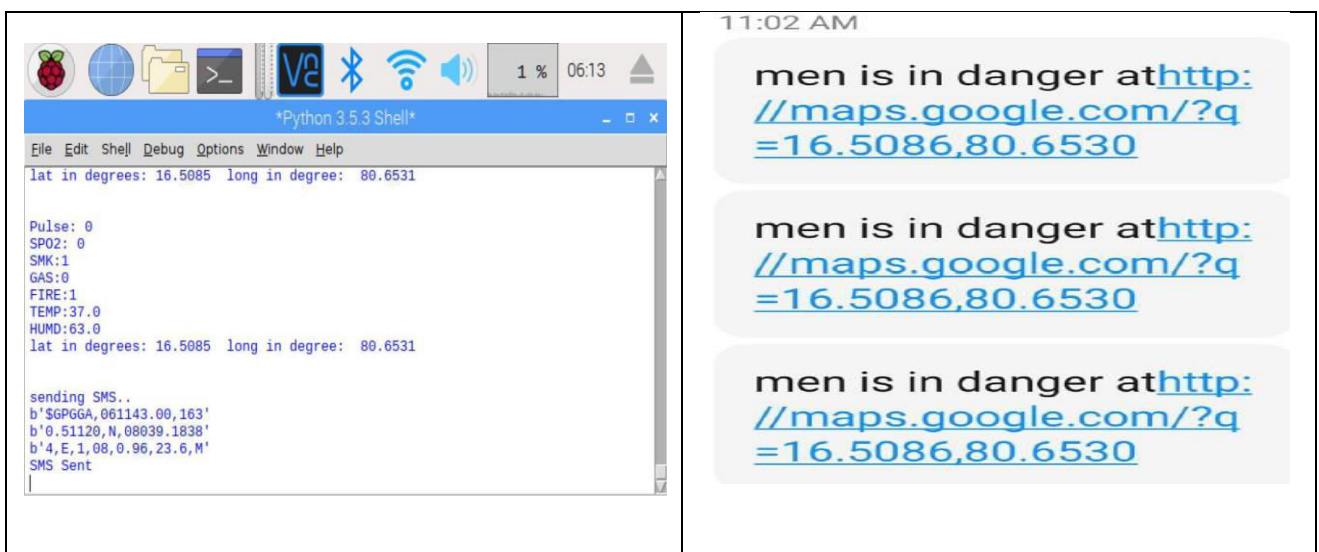 1 % 06:13
*Python 3.5.3 Shell*
File Edit Shell Debug Options Window Help
lat in degrees: 16.5085 long in degree: 80.6531
Pulse: 0
SPO2: 0
SMK:1
GAS:0
FIRE:1
TEMP:37.0
HUMD:63.0
lat in degrees: 16.5085 long in degree: 80.6531
sending SMS..
b'$GPGGA,061143.00,163'
b'0.51120,N,08039.1838'
b'4,E,1,08,0.96,23.6,M'
SMS Sent
11:02 AM
men is in danger athttp:
//maps.google.com/?q
=16.5086,80.6530
men is in danger athttp:
//maps.google.com/?q
=16.5086,80.6530
men is in danger athttp:
//maps.google.com/?q
=16.5086,80.6530